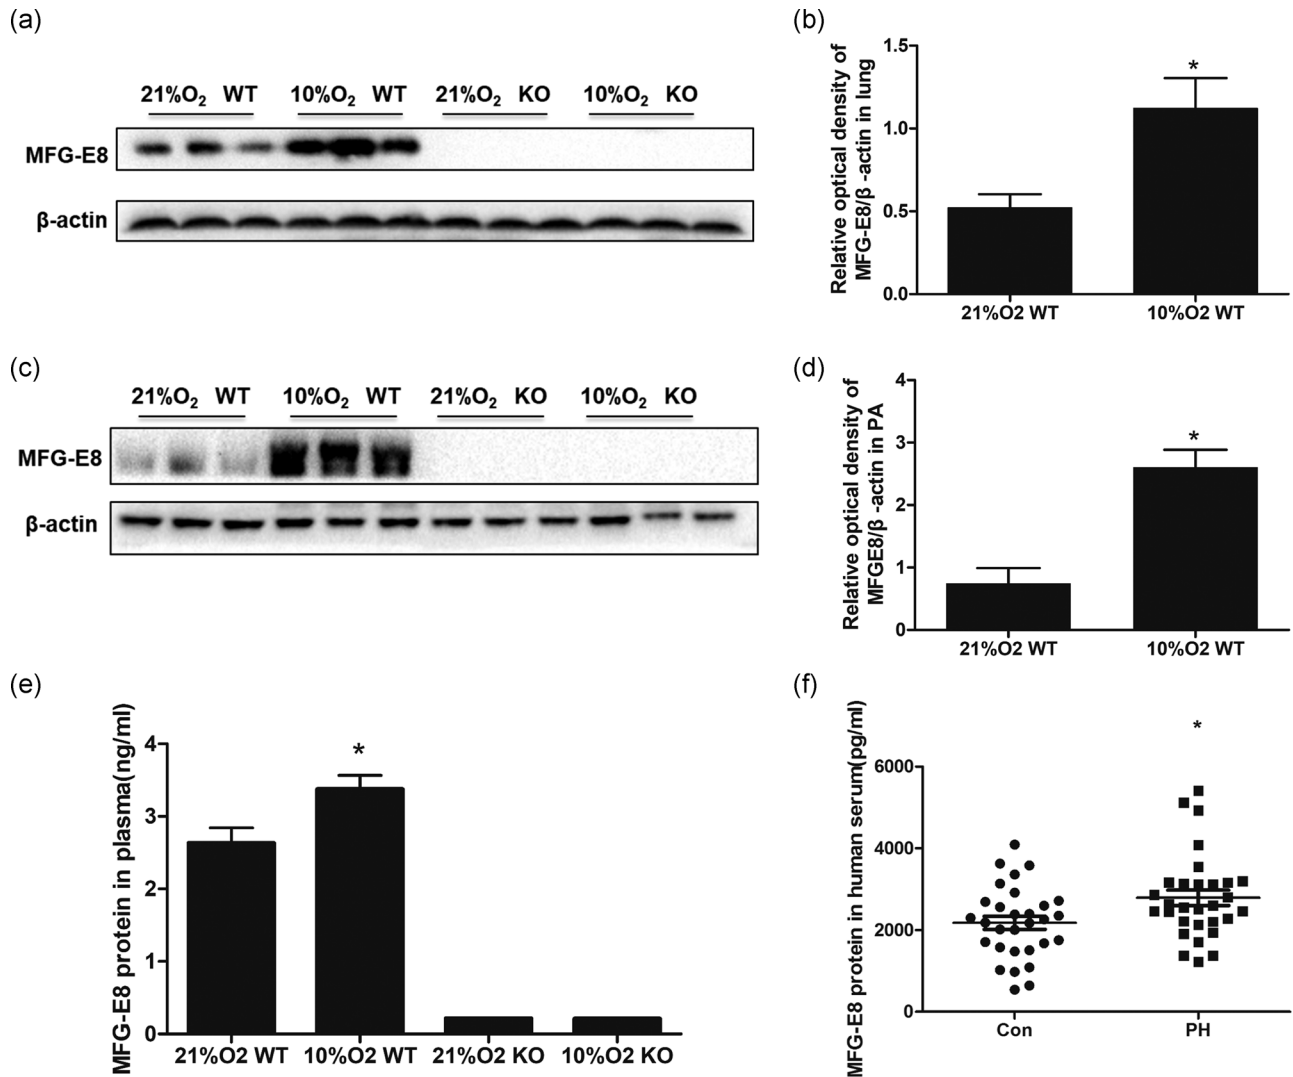 (a)
21%O2 WT 10%O2 WT 21%O2 KO 10%O2 KO
MFG-E8
β-actin
(b)
Relative optical density of
MFG-E8/β -actin in lung
1.5
1.0
0.5
0.0
*
21%O2 WT 10%O2 WT
(c)
21%O2 WT 10%O2 WT 21%O2 KO 10%O2 KO
MFG-E8
β-actin
(d)
Relative optical density of
MFGE8/β -actin in PA
4
3
2
1
0
*
21%O2 WT 10%O2 WT
(e)
MFG-E8 protein in plasma(ng/ml)
4
3
2
1
0
*
21%O2 WT 10%O2 WT 21%O2 KO 10%O2 KO
(f)
MFG-E8 protein in human serum(pg/ml)
6000
4000
2000
0
*
Con PH